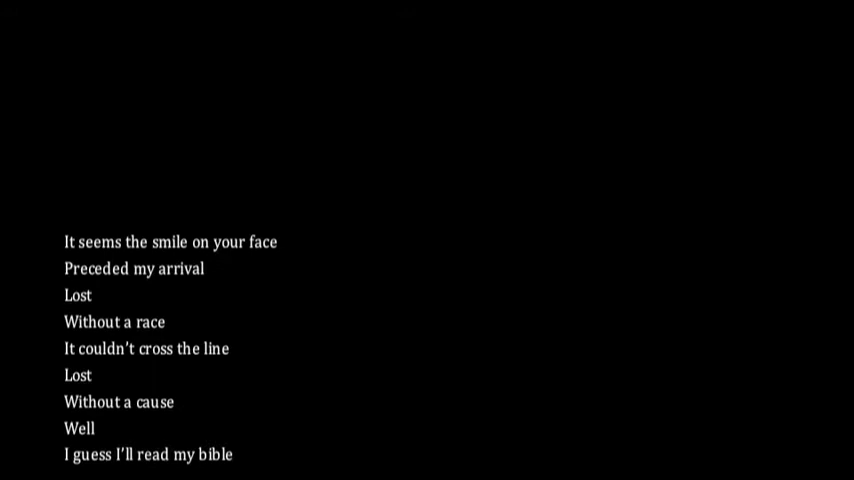 It seems the smile on your face
Preceded my arrival
Lost
Without a race
It couldn't cross the line
Lost
Without a cause
Well
I guess I'll read my bible